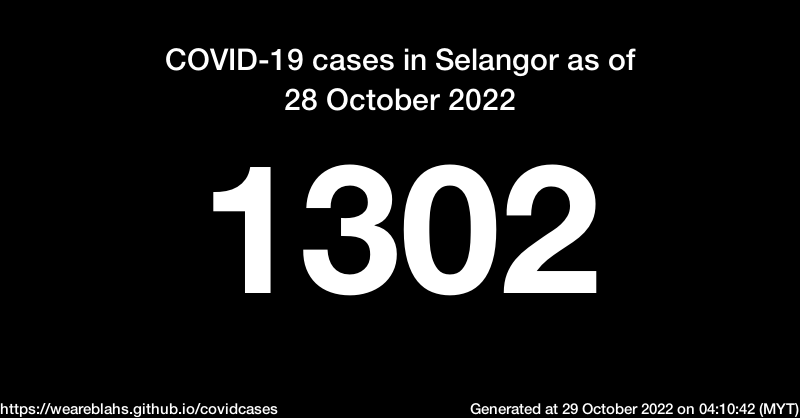 COVID-19 cases in Selangor as of
28 October 2022
1302
https://weareblahs.github.io/covidcases
Generated at 29 October 2022 on 04:10:42 (MYT)